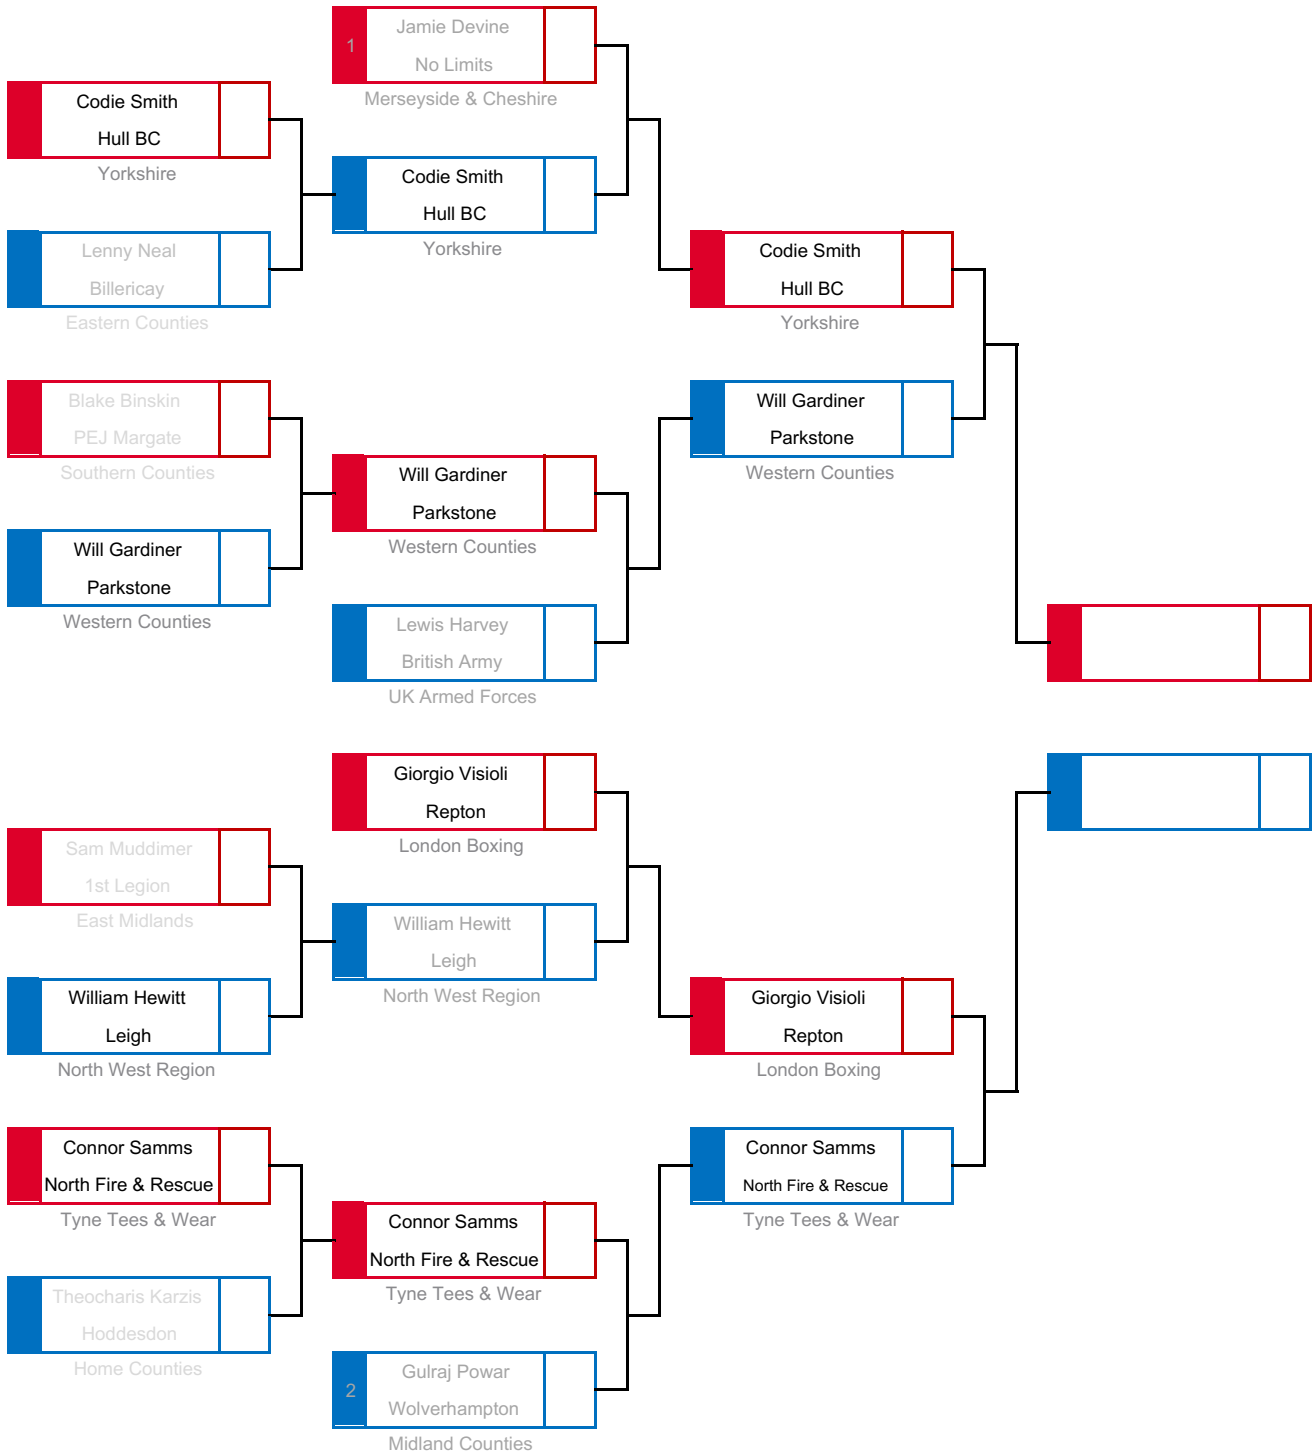 1
Jamie Devine
No Limits
Merseyside & Cheshire
Codie Smith
Hull BC
Yorkshire
Codie Smith
Hull BC
Yorkshire
Lenny Neal
Billericay
Eastern Counties
Codie Smith
Hull BC
Yorkshire
Blake Binskin
PEJ Margate
Southern Counties
Will Gardiner
Parkstone
Western Counties
Will Gardiner
Parkstone
Western Counties
Will Gardiner
Parkstone
Western Counties
Lewis Harvey
British Army
UK Armed Forces
Giorgio Visioli
Repton
London Boxing
Sam Muddimer
1st Legion
East Midlands
William Hewitt
Leigh
North West Region
William Hewitt
Leigh
North West Region
Giorgio Visioli
Repton
London Boxing
Connor Samms
North Fire & Rescue
Tyne Tees & Wear
Connor Samms
North Fire & Rescue
Tyne Tees & Wear
Connor Samms
North Fire & Rescue
Tyne Tees & Wear
Theocharis Karzis
Hoddesdon
Home Counties
2
Gulraj Powar
Wolverhampton
Midland Counties